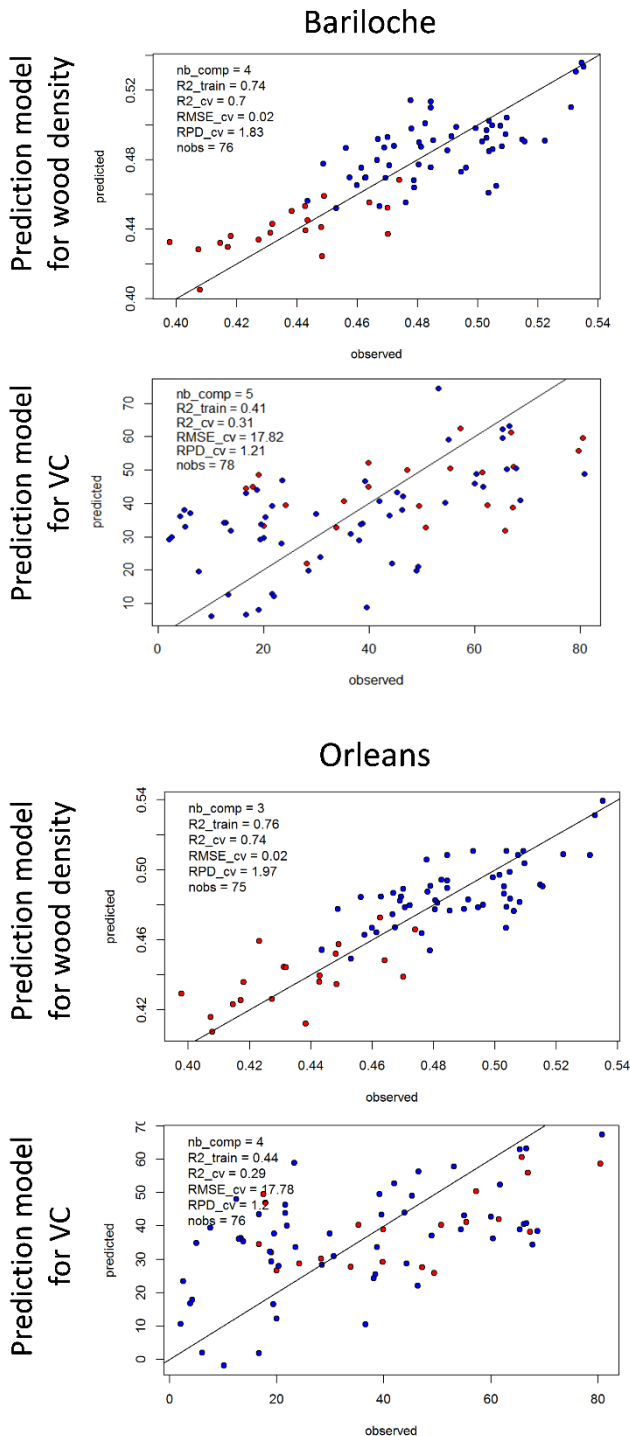 Bariloche
Prediction model
for wood density
nb_comp = 4
R2_train = 0.74
R2_cv = 0.7
RMSE_cv = 0.02
RPD_cv = 1.83
nobs = 76
predicted
0.52
0.48
0.44
0.40
0.40 0.42 0.44 0.46 0.48 0.50 0.52 0.54
observed
Prediction model
for VC
nb_comp = 5
R2_train = 0.41
R2_cv = 0.31
RMSE_cv = 17.82
RPD_cv = 1.21
nobs = 78
predicted
70
60
50
40
30
20
10
0 20 40 60 80
observed
Orleans
Prediction model
for wood density
nb_comp = 3
R2_train = 0.76
R2_cv = 0.74
RMSE_cv = 0.02
RPD_cv = 1.97
nobs = 75
predicted
0.54
0.50
0.46
0.42
0.40 0.42 0.44 0.46 0.48 0.50 0.52 0.54
observed
Prediction model
for VC
nb_comp = 4
R2_train = 0.44
R2_cv = 0.29
RMSE_cv = 17.78
RPD_cv = 1.2
nobs = 76
predicted
70
60
50
40
30
20
10
0
0 20 40 60 80
observed